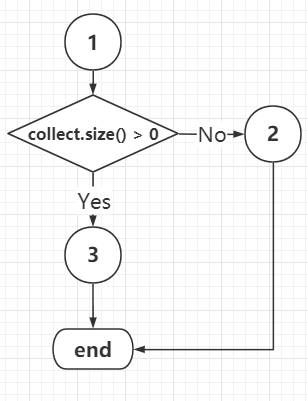 1
collect.size() > 0
No
2
Yes
3
end